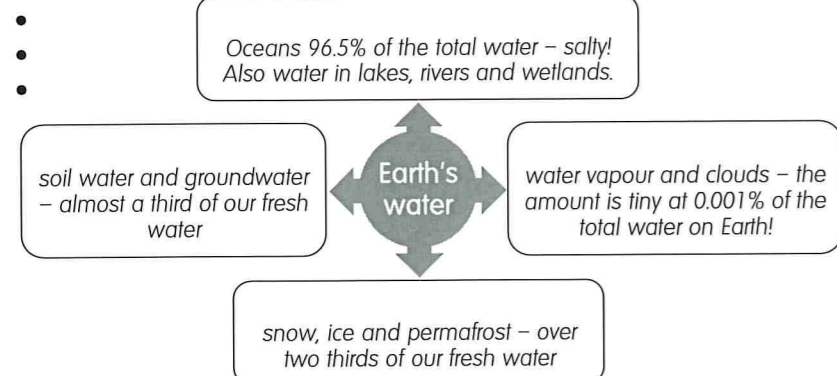 Oceans 96.5% of the total water – salty!
Also water in lakes, rivers and wetlands.
soil water and groundwater
– almost a third of our fresh
water
Earth's
water
water vapour and clouds – the
amount is tiny at 0.001% of the
total water on Earth!
snow, ice and permafrost – over
two thirds of our fresh water